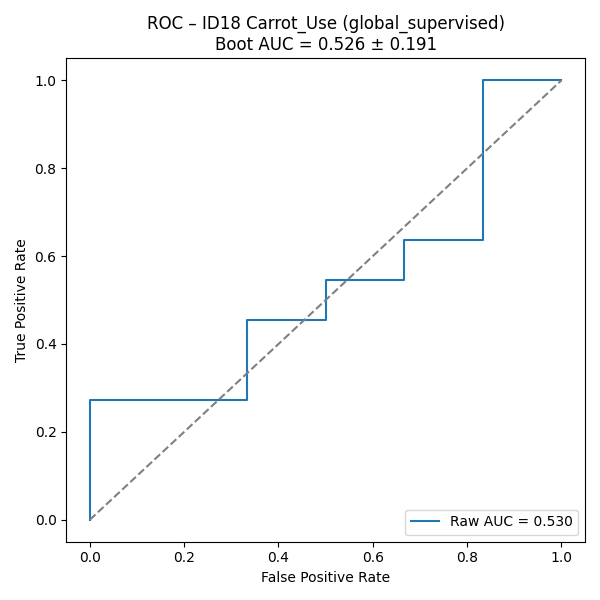 ROC – ID18 Carrot_Use (global_supervised)
Boot AUC = 0.526 ± 0.191
True Positive Rate
1.0
0.8
0.6
0.4
0.2
0.0
Raw AUC = 0.530
0.0 0.2 0.4 0.6 0.8 1.0
False Positive Rate